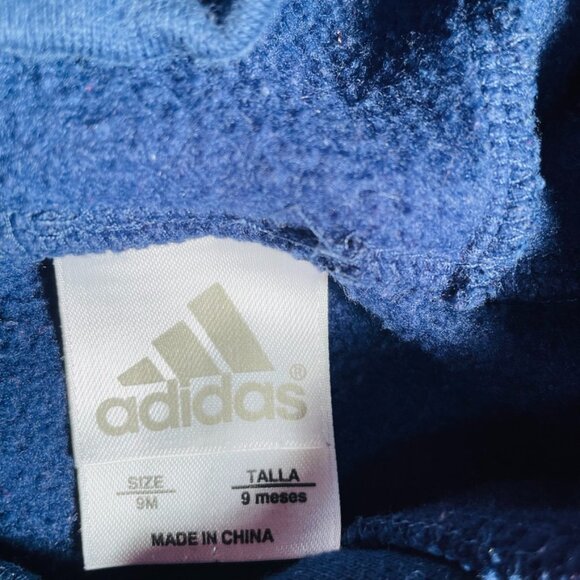 adidas®
SIZE TALLA
9M 9 meses
MADE IN CHINA